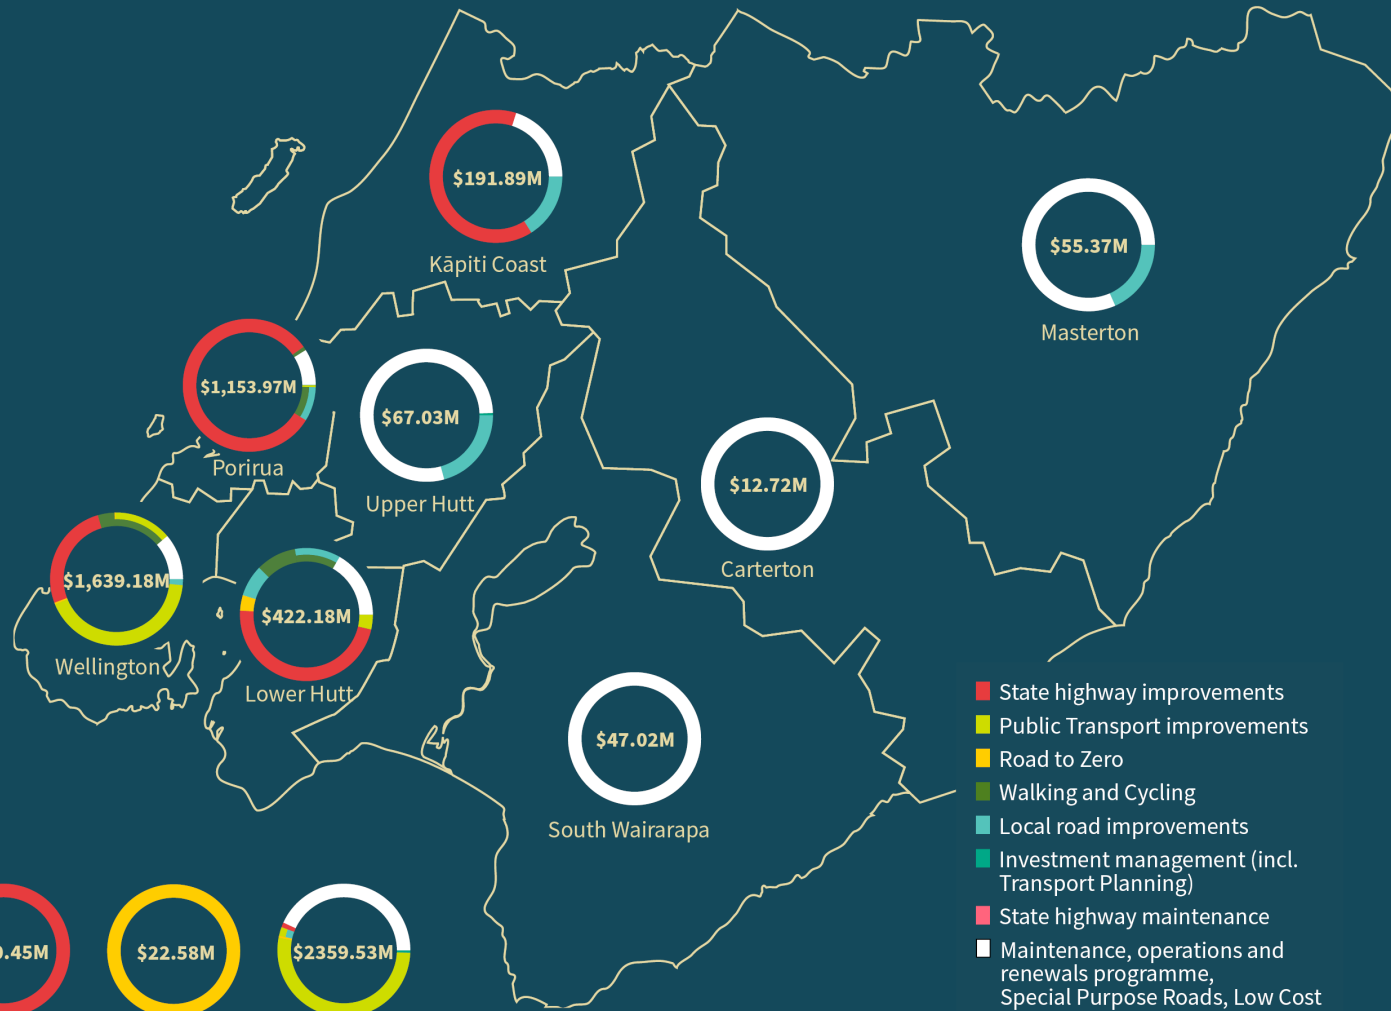 $191.89M
Kāpiti Coast
$55.37M
Masterton
$1,153.97M
Porirua
$67.03M
Upper Hutt
$12.72M
Carterton
$1,639.18M
Wellington
$422.18M
Lower Hutt
$47.02M
South Wairarapa
State highway improvements
Public Transport improvements
Road to Zero
Walking and Cycling
Local road improvements
Investment management (incl.
Transport Planning)
State highway maintenance
Maintenance, operations and
renewals programme,
Special Purpose Roads, Low Cost
.45M
$22.58M
$2359.53M